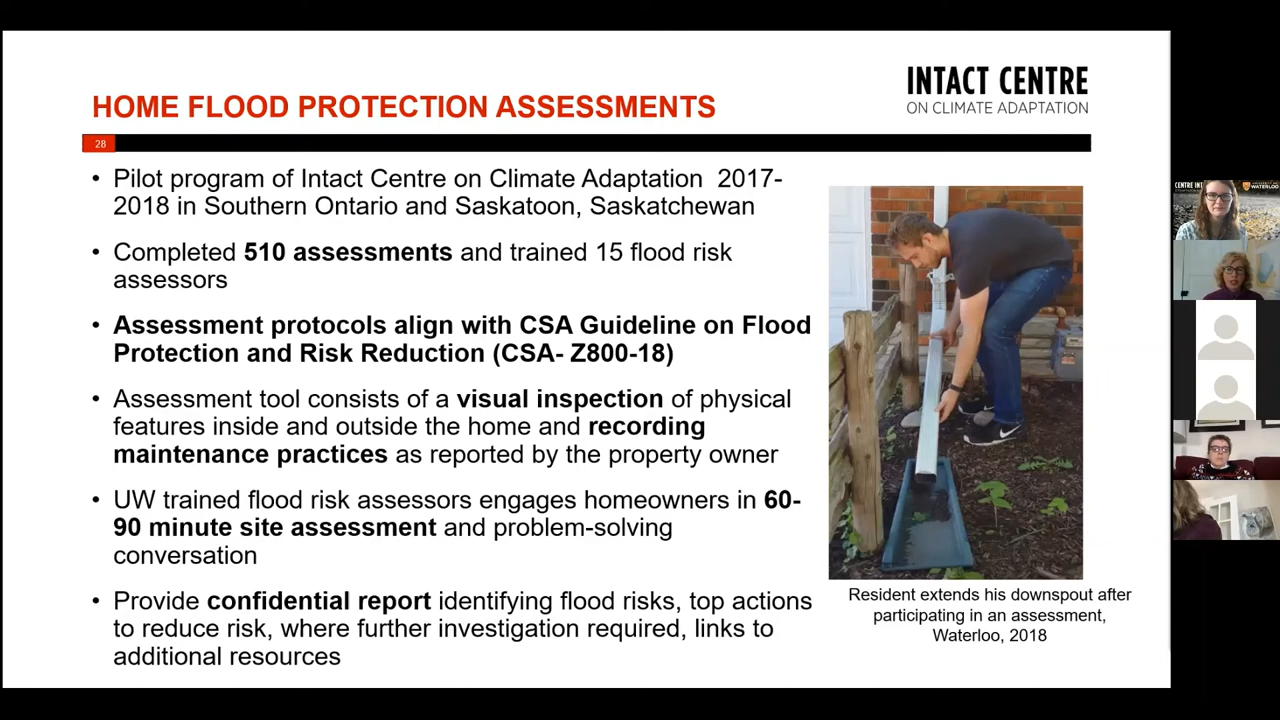 INTACT CENTRE
ON CLIMATE ADAPTATION
HOME FLOOD PROTECTION ASSESSMENTS
28
• Pilot program of Intact Centre on Climate Adaptation 2017-
2018 in Southern Ontario and Saskatoon, Saskatchewan
• Completed 510 assessments and trained 15 flood risk
assessors
• Assessment protocols align with CSA Guideline on Flood
Protection and Risk Reduction (CSA- Z800-18)
• Assessment tool consists of a visual inspection of physical
features inside and outside the home and recording
maintenance practices as reported by the property owner
• UW trained flood risk assessors engages homeowners in 60-
90 minute site assessment and problem-solving
conversation
• Provide confidential report identifying flood risks, top actions
to reduce risk, where further investigation required, links to
additional resources
Resident extends his downspout after
participating in an assessment,
Waterloo, 2018
CENTRE INT
WATERLOO